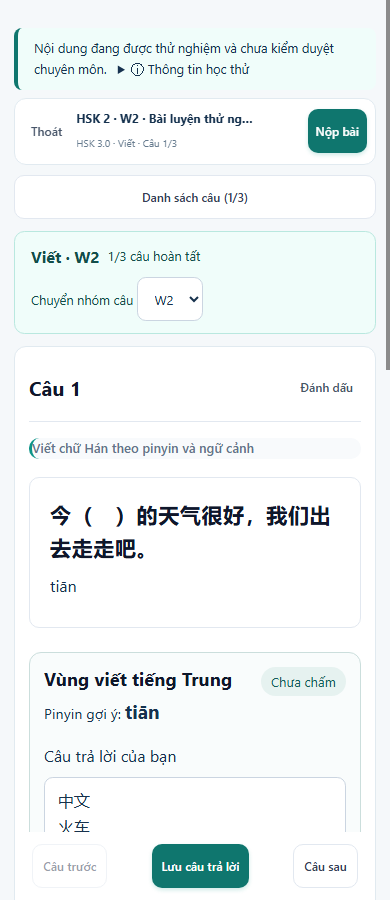 Nội dung đang được thử nghiệm và chưa kiểm duyệt
chuyên môn. ▶ ⓘ Thông tin học thử
Thoát
HSK 2 · W2 · Bài luyện thử ng...
HSK 3.0 · Viết · Câu 1/3
Nộp bài
Danh sách câu (1/3)
Viết · W2 1/3 câu hoàn tất
Chuyển nhóm câu W2
Câu 1
Đánh dấu
Viết chữ Hán theo pinyin và ngữ cảnh
今（　）的天气很好，我们出
去走走吧。
tiān
Vùng viết tiếng Trung
Chưa chấm
Pinyin gợi ý: tiān
Câu trả lời của bạn
中文
火车
Câu trước
Lưu câu trả lời
Câu sau